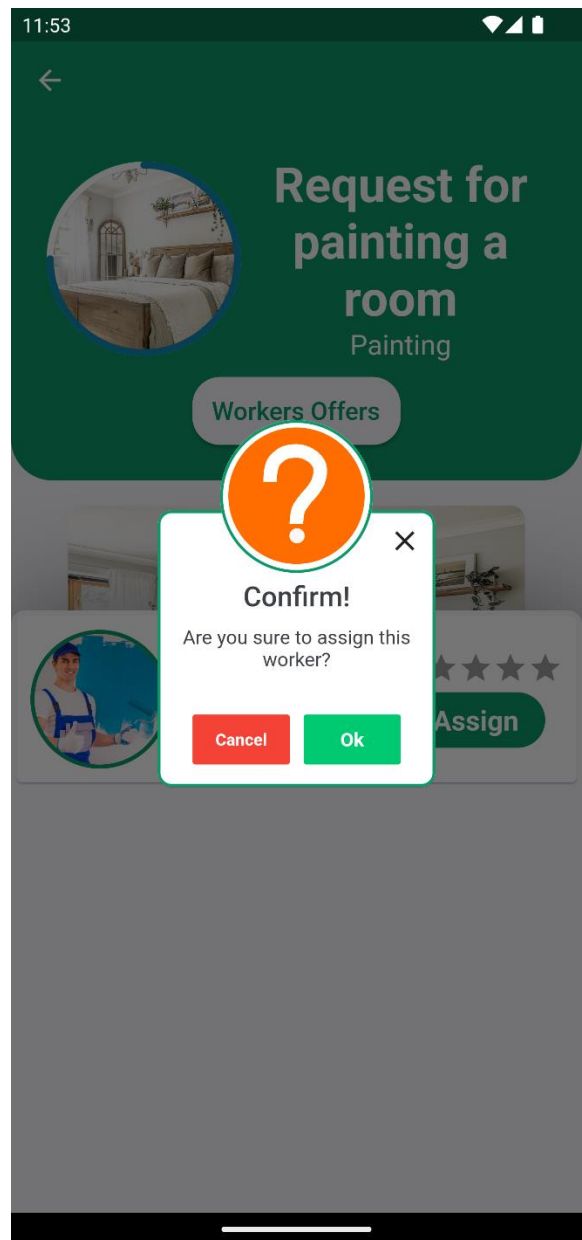 11:53
Request for
painting a
room
Painting
Workers Offers
?
Confirm!
Are you sure to assign this
worker?
Assign
Cancel
Ok